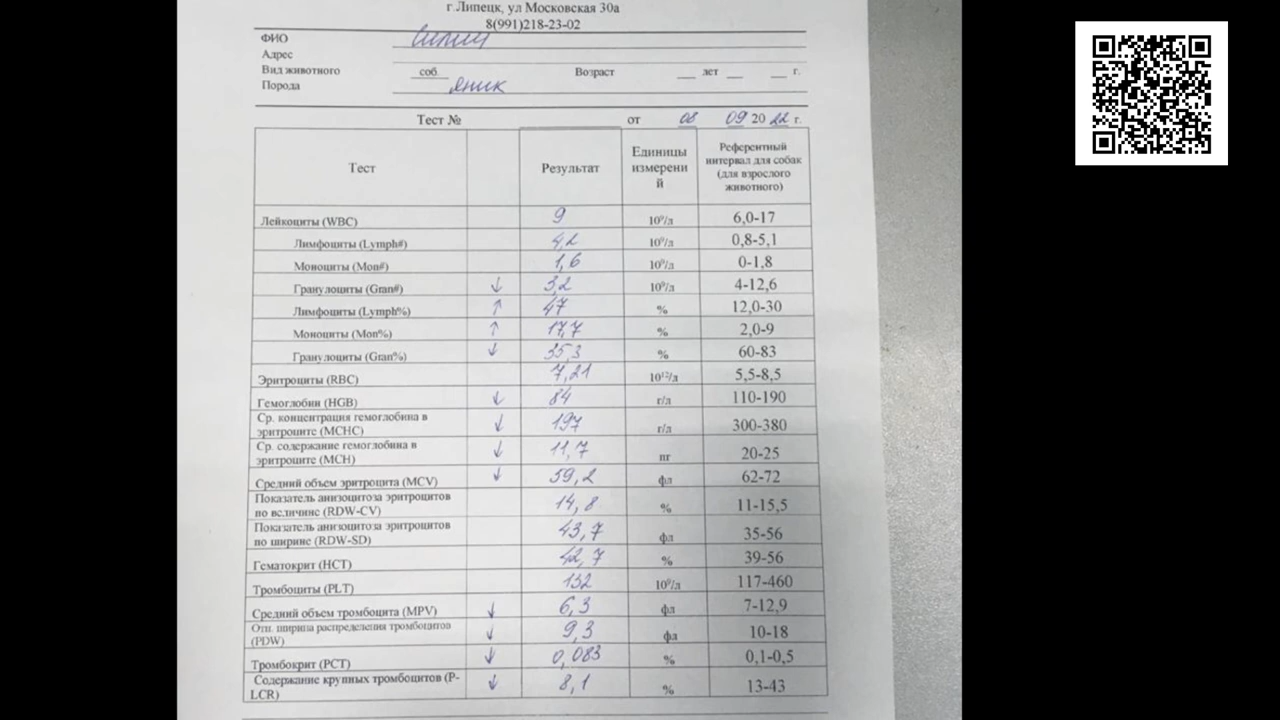 г.Липецк, ул Московская 30а
8(991)218-23-02
ФИО
Адрес
Вид животного соб. Возраст ___ лет ___ ___ г.
Порода Яник
Тест № от 08 09 2022 г.
Тест Результат Единицы измерений Референтный интервал для собак (для взрослого животного)
Лейкоциты (WBC) 9 10⁹/л 6,0-17
Лимфоциты (Lymph#) 4,2 10⁹/л 0,8-5,1
Моноциты (Mon#) 1,6 10⁹/л 0-1,8
Гранулоциты (Gran#) ↓ 3,2 10⁹/л 4-12,6
Лимфоциты (Lymph%) ↑ 47 % 12,0-30
Моноциты (Mon%) ↑ 17,7 % 2,0-9
Гранулоциты (Gran%) ↓ 35,3 % 60-83
Эритроциты (RBC) 7,21 10¹²/л 5,5-8,5
Гемоглобин (HGB) ↓ 84 г/л 110-190
Ср. концентрация гемоглобина в эритроците (MCHC) ↓ 197 г/л 300-380
Ср. содержание гемоглобина в эритроците (MCH) ↓ 11,7 пг 20-25
Средний объем эритроцита (MCV) ↓ 59,2 фл 62-72
Показатель анизоцитоза эритроцитов по величине (RDW-CV) 14,8 % 11-15,5
Показатель анизоцитоза эритроцитов по ширине (RDW-SD) 43,7 фл 35-56
Гематокрит (HCT) 42,7 % 39-56
Тромбоциты (PLT) 132 10⁹/л 117-460
Средний объем тромбоцита (MPV) ↓ 6,3 фл 7-12,9
Отн. ширина распределения тромбоцитов (PDW) ↓ 9,3 фл 10-18
Тромбокрит (PCT) ↓ 0,083 % 0,1-0,5
Содержание крупных тромбоцитов (P-LCR) ↓ 8,1 % 13-43